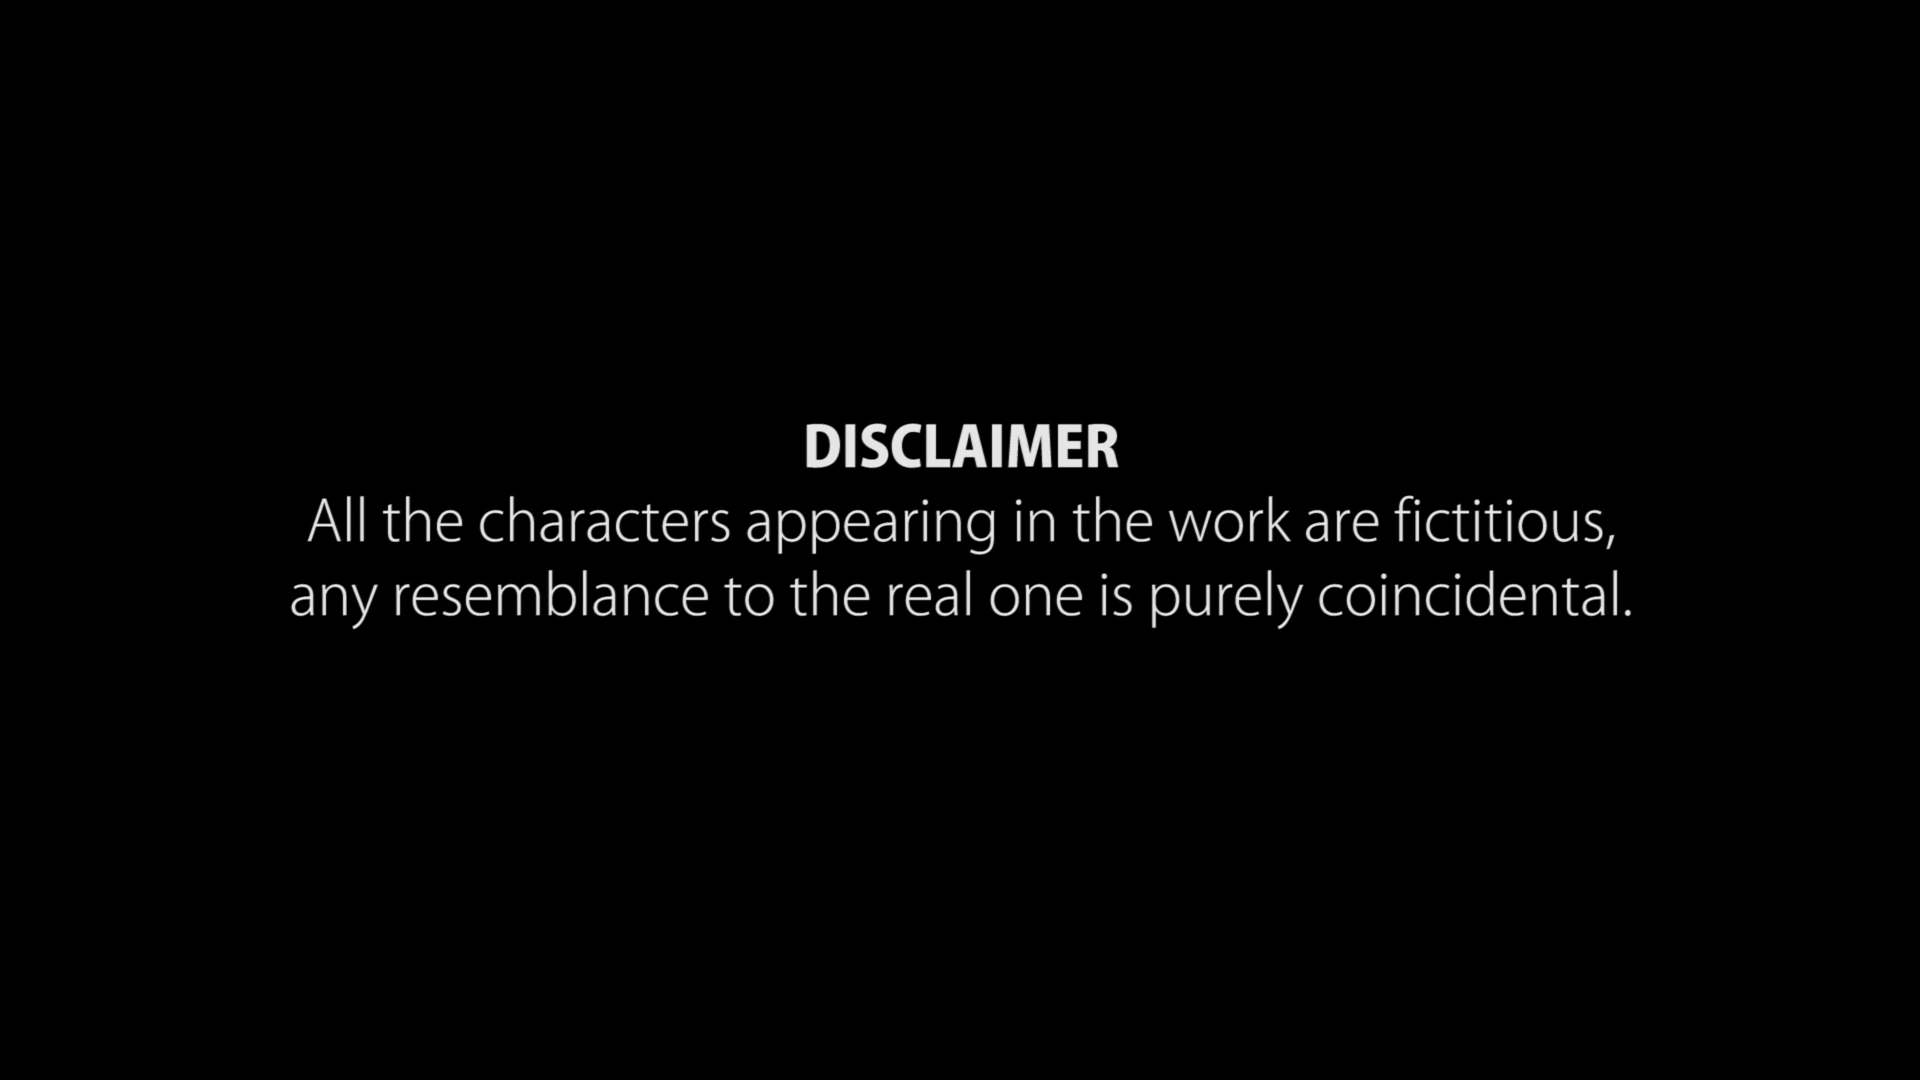 DISCLAIMER
All the characters appearing in the work are fictitious,
any resemblance to the real one is purely coincidental.